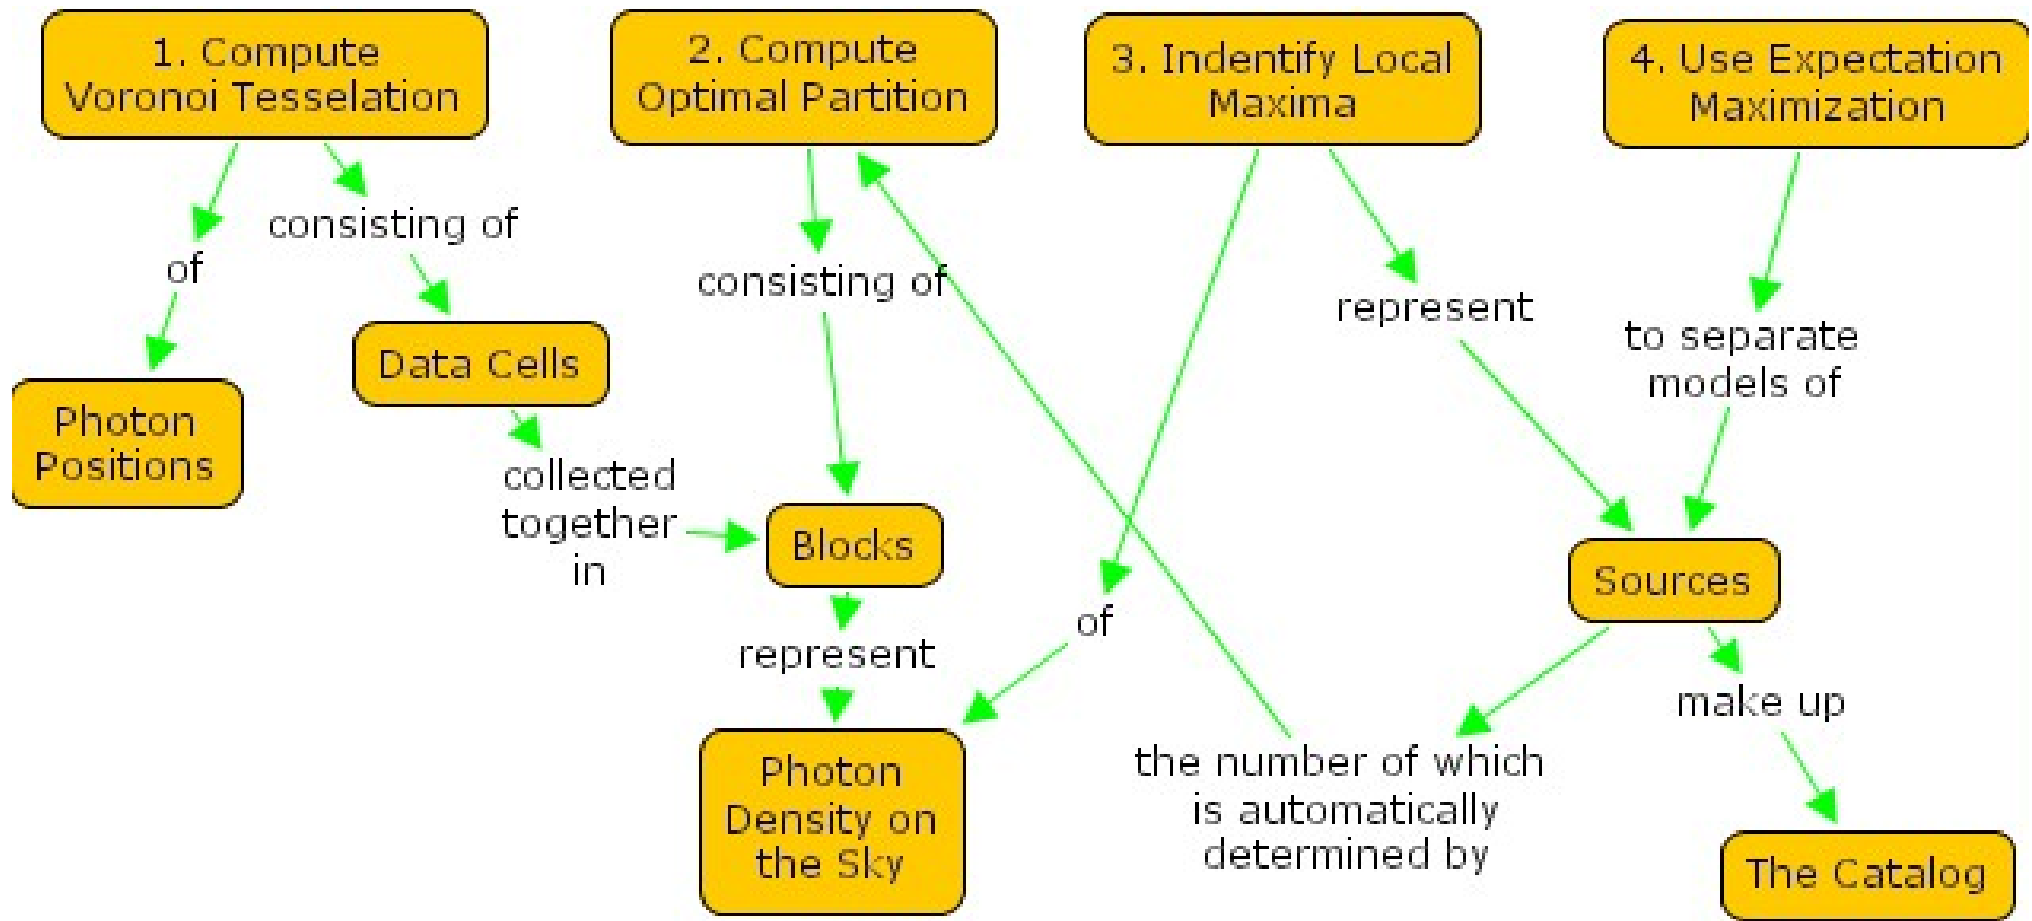 1. Compute
Voronoi Tesselation
2. Compute
Optimal Partition
3. Indentify Local
Maxima
4. Use Expectation
Maximization
of
consisting of
consisting of
represent
to separate
models of
Photon
Positions
Data Cells
collected
together
in
Blocks
Sources
represent
of
make up
Photon
Density on
the Sky
the number of which
is automatically
determined by
The Catalog